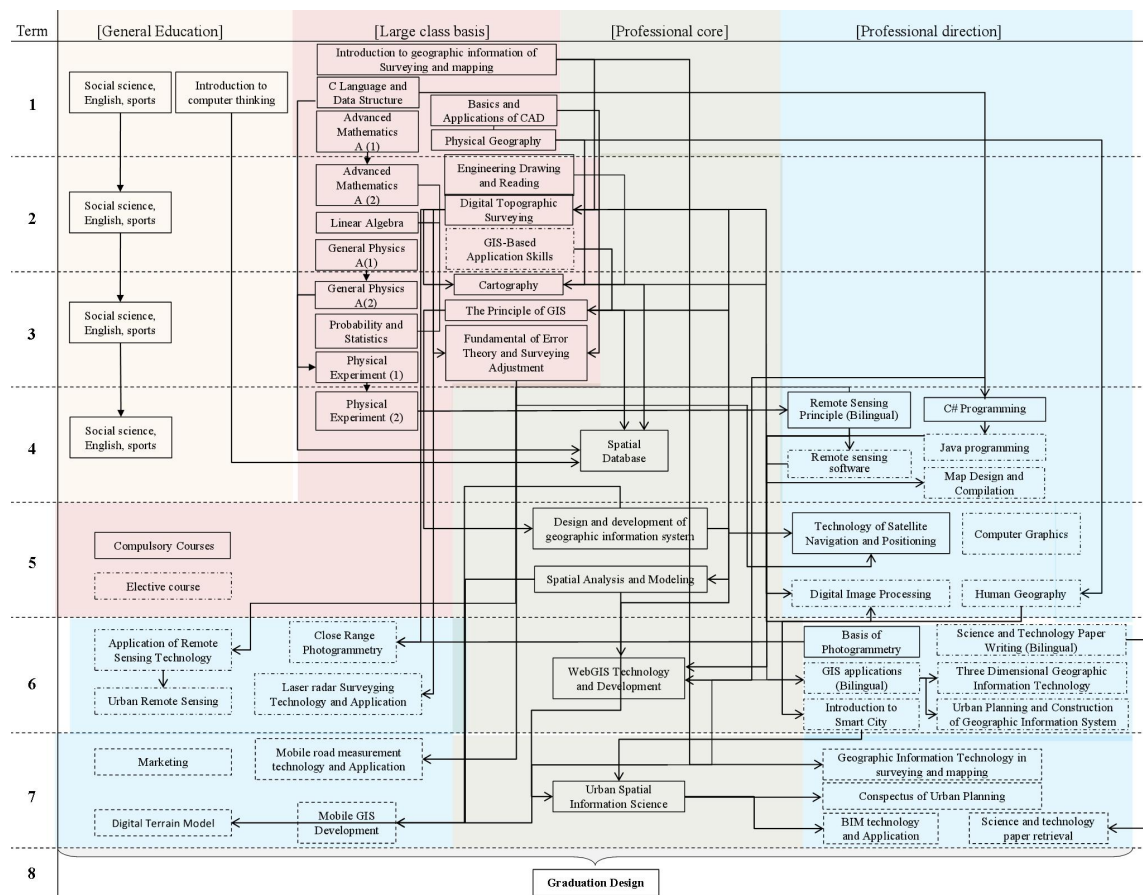 Term
[General Education]
[Large class basis]
[Professional core]
[Professional direction]
1
Social science,
English, sports
Introduction to
computer thinking
Introduction to geographic information of
Surveying and mapping
C Language and
Data Structure
Basics and
Applications of CAD
Advanced
Mathematics
A (1)
Physical Geography
2
Social science,
English, sports
Advanced
Mathematics
A (2)
Engineering Drawing
and Reading
Linear Algebra
Digital Topographic
Surveying
General Physics
A(1)
GIS-Based
Application Skills
3
Social science,
English, sports
General Physics
A(2)
Cartography
The Principle of GIS
Probability and
Statistics
Fundamental of Error
Theory and Surveying
Adjustment
Physical
Experiment (1)
4
Social science,
English, sports
Physical
Experiment (2)
Spatial
Database
Remote Sensing
Principle (Bilingual)
C# Programming
Remote sensing
software
Java programming
Map Design and
Compilation
5
Compulsory Courses
Elective course
Design and development of
geographic information system
Spatial Analysis and Modeling
Technology of Satellite
Navigation and Positioning
Computer Graphics
Digital Image Processing
Human Geography
6
Application of Remote
Sensing Technology
Close Range
Photogrammetry
Urban Remote Sensing
Laser radar Surveyging
Technology and Application
WebGIS Technology
and Development
Basis of
Photogrammetry
Science and Technology Paper
Writing (Bilingual)
GIS applications
(Bilingual)
Three Dimensional Geographic
Information Technology
Introduction to
Smart City
Urban Planning and Construction
of Geographic Information System
7
Marketing
Mobile road measurement
technology and Application
Digital Terrain Model
Mobile GIS
Development
Urban Spatial
Information Science
Geographic Information Technology in
surveying and mapping
Conspectus of Urban Planning
BIM technology
and Application
Science and technology
paper retrieval
8
Graduation Design